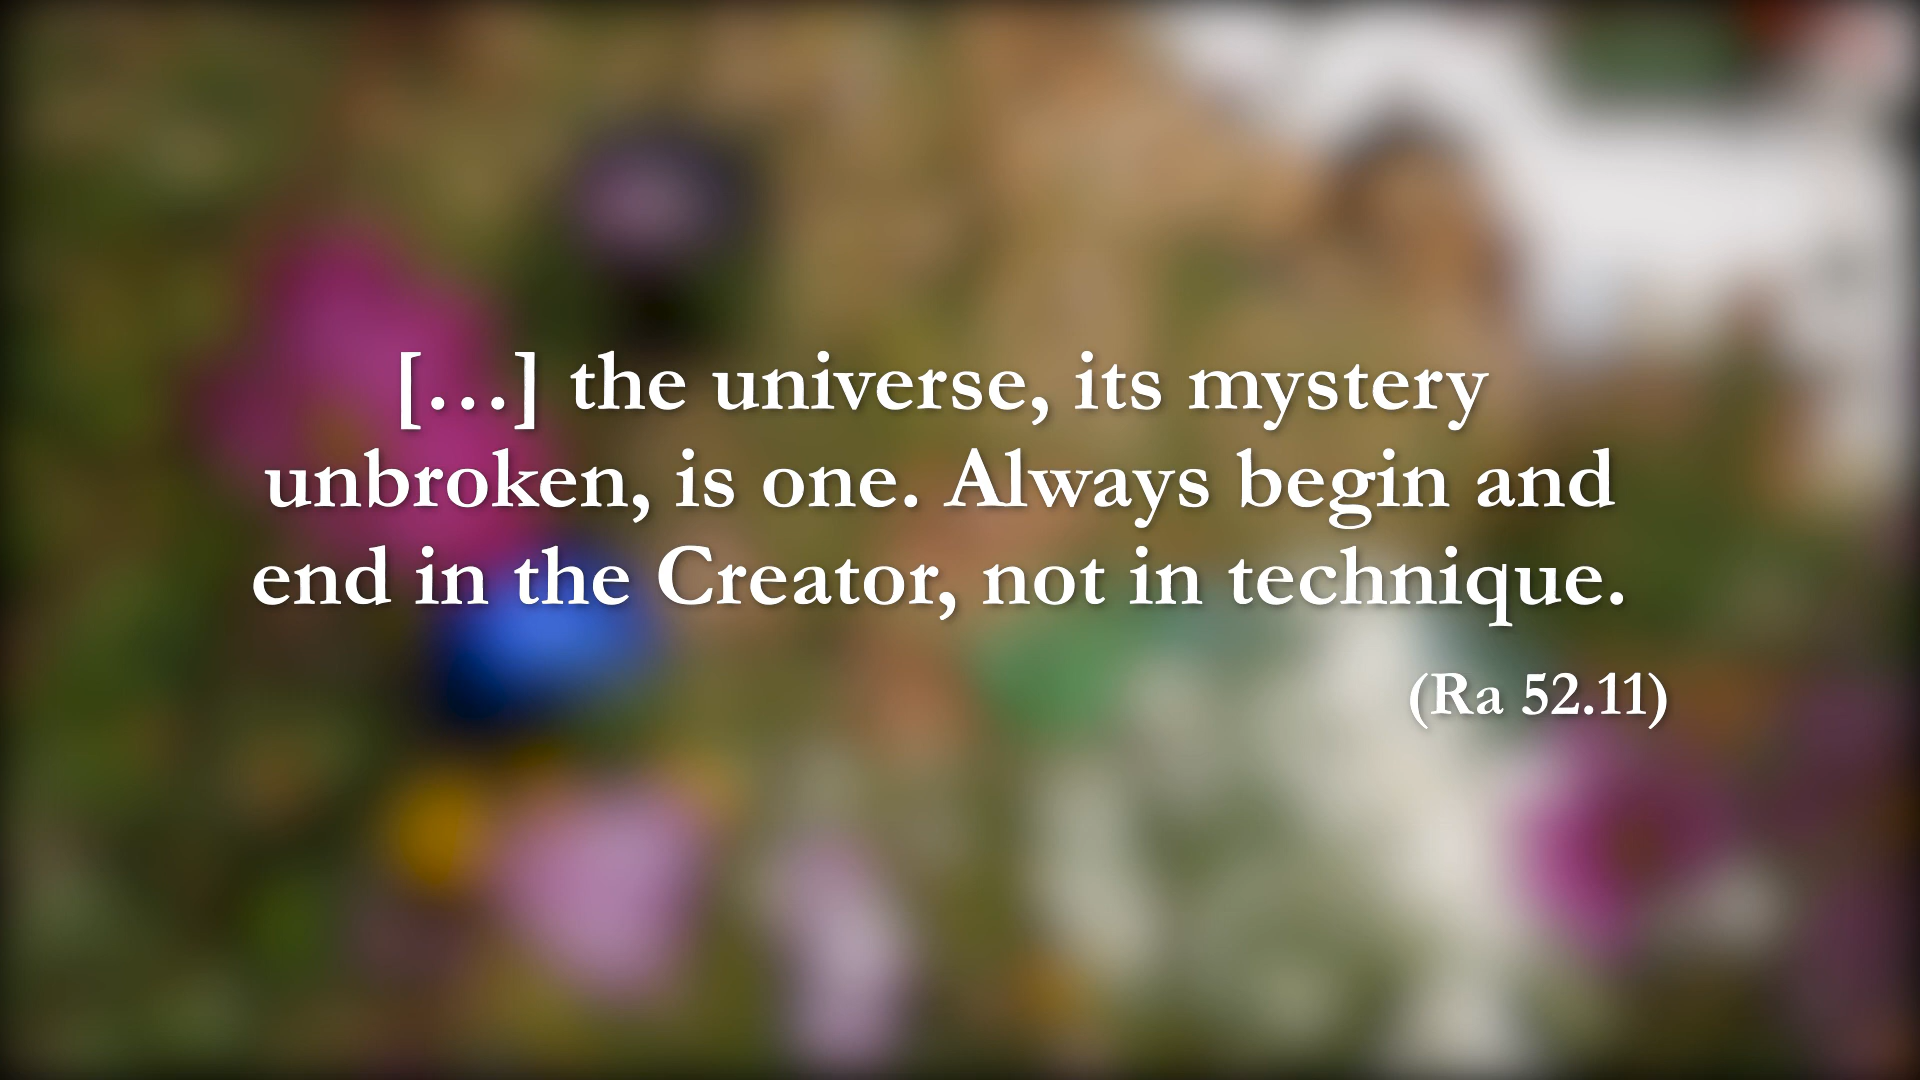 […] the universe, its mystery
unbroken, is one. Always begin and
end in the Creator, not in technique.
(Ra 52.11)